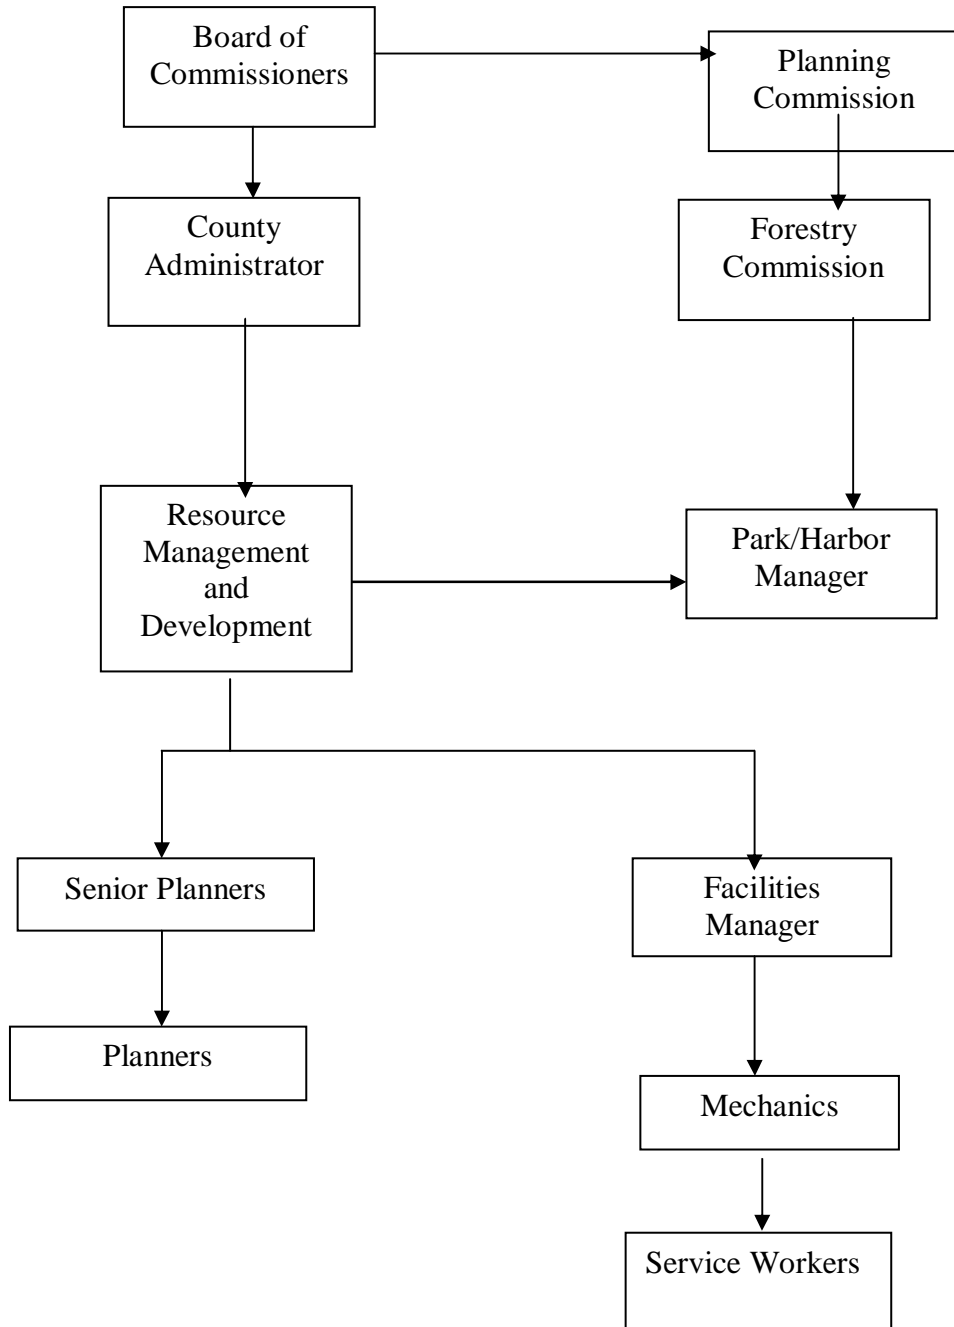 Board of
Commissioners
Planning
Commission
County
Administrator
Forestry
Commission
Resource
Management
and
Development
Park/Harbor
Manager
Senior Planners
Facilities
Manager
Planners
Mechanics
Service Workers